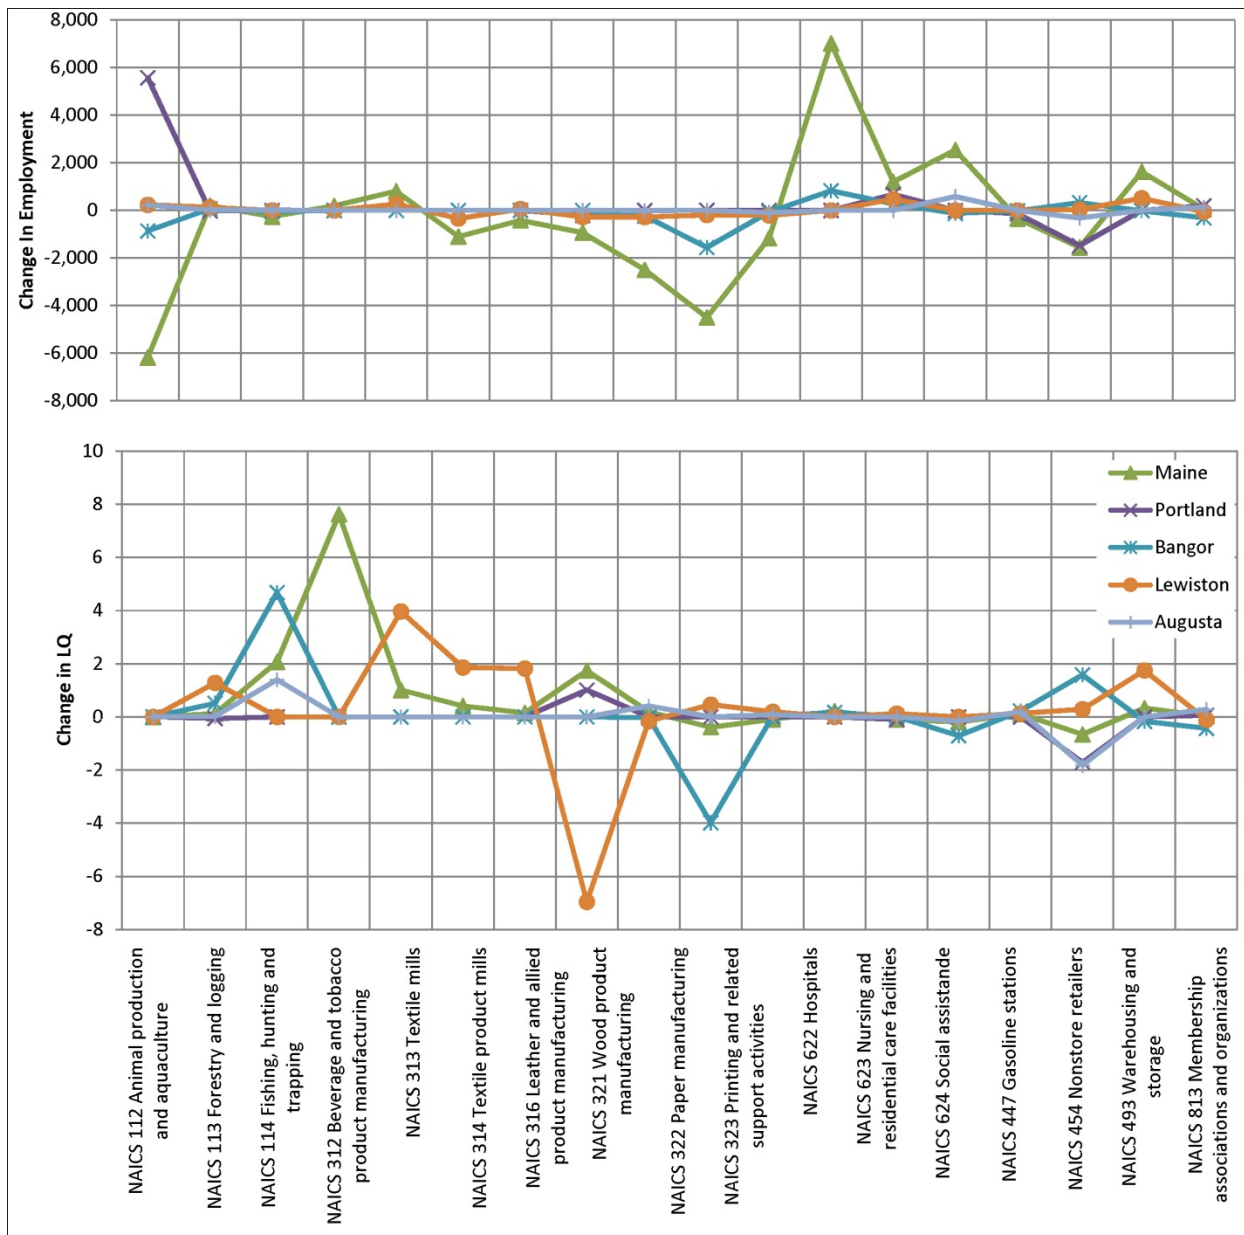 8,000
6,000
4,000
2,000
0
-2,000
-4,000
-6,000
-8,000
Change In Employment
10
8
6
4
2
0
-2
-4
-6
-8
Change in LQ
Maine
Portland
Bangor
Lewiston
Augusta
NAICS 112 Animal production
and aquaculture
NAICS 113 Forestry and logging
NAICS 114 Fishing, hunting and
trapping
NAICS 312 Beverage and tobacco
product manufacturing
NAICS 313 Textile mills
NAICS 314 Textile product mills
NAICS 316 Leather and allied
product manufacturing
NAICS 321 Wood product
manufacturing
NAICS 322 Paper manufacturing
NAICS 323 Printing and related
support activities
NAICS 622 Hospitals
NAICS 623 Nursing and
residential care facilities
NAICS 624 Social assistande
NAICS 447 Gasoline stations
NAICS 454 Nonstore retailers
NAICS 493 Warehousing and
storage
NAICS 813 Membership
associations and organizations